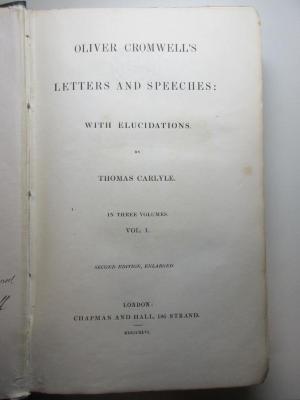 OLIVER CROMWELL'S
LETTERS AND SPEECHES:
WITH ELUCIDATIONS.
BY
THOMAS CARLYLE.
IN THREE VOLUMES.
VOL. I.
SECOND EDITION, ENLARGED.
LONDON:
CHAPMAN AND HALL, 186 STRAND.
MDCCCXLVI.